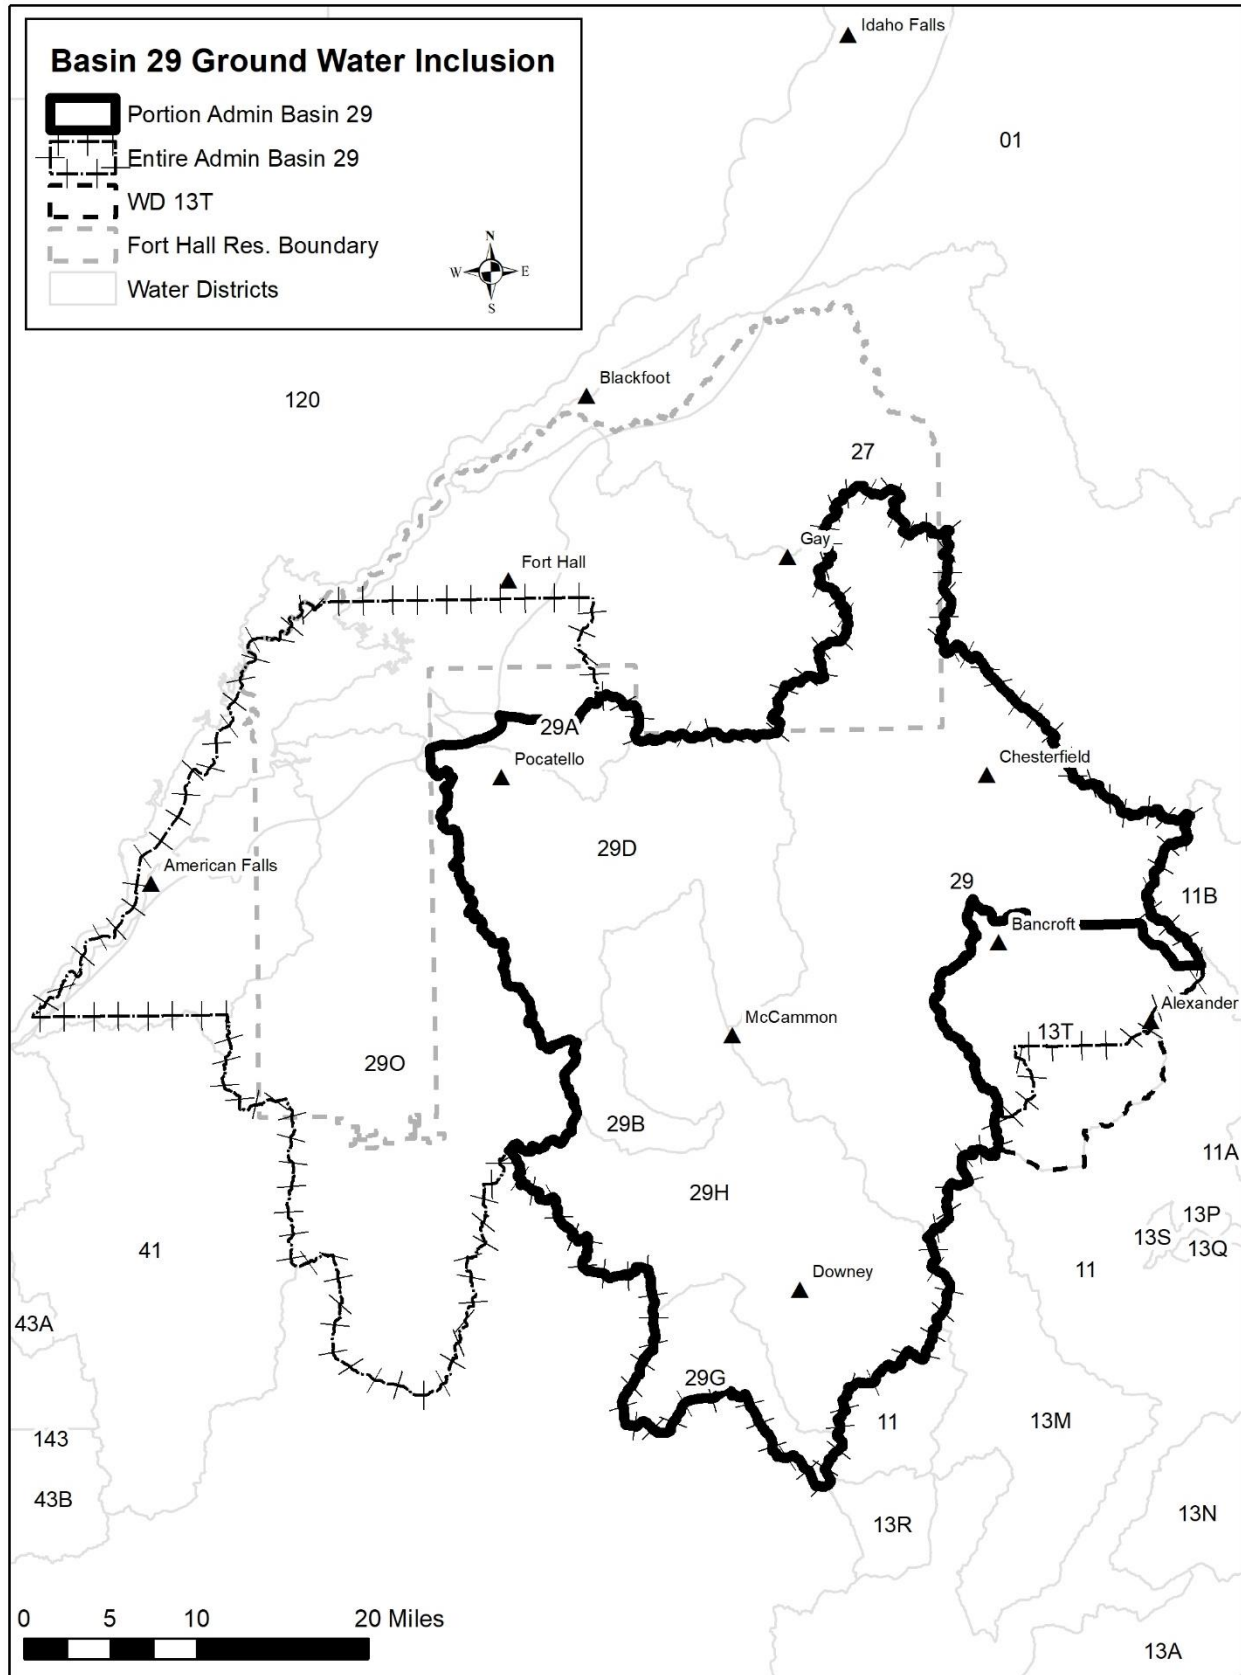 Idaho Falls
Basin 29 Ground Water Inclusion
Portion Admin Basin 29
Entire Admin Basin 29
WD 13T
Fort Hall Res. Boundary
Water Districts
N
W
E
S
01
Blackfoot
120
27
Gay
Fort Hall
29A
Pocatello
Chesterfield
29D
American Falls
29
11B
Bancroft
Alexander
McCammon
13T
29O
29B
11A
29H
13P
13S
13Q
41
11
Downey
43A
29G
11
13M
143
43B
13N
13R
0 5 10 20 Miles
13A